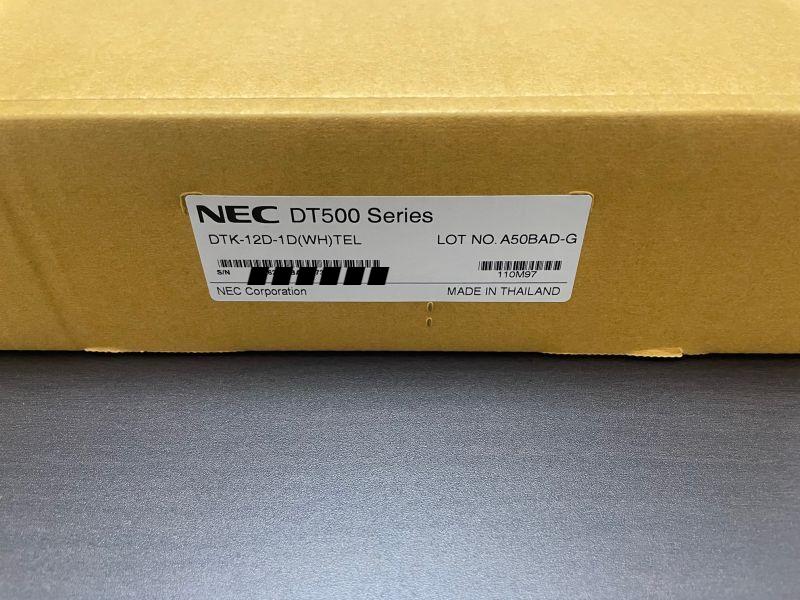 NEC DT500 Series
DTK-12D-1D(WH)TEL LOT NO. A50BAD-G
S/N
110M97
NEC Corporation MADE IN THAILAND